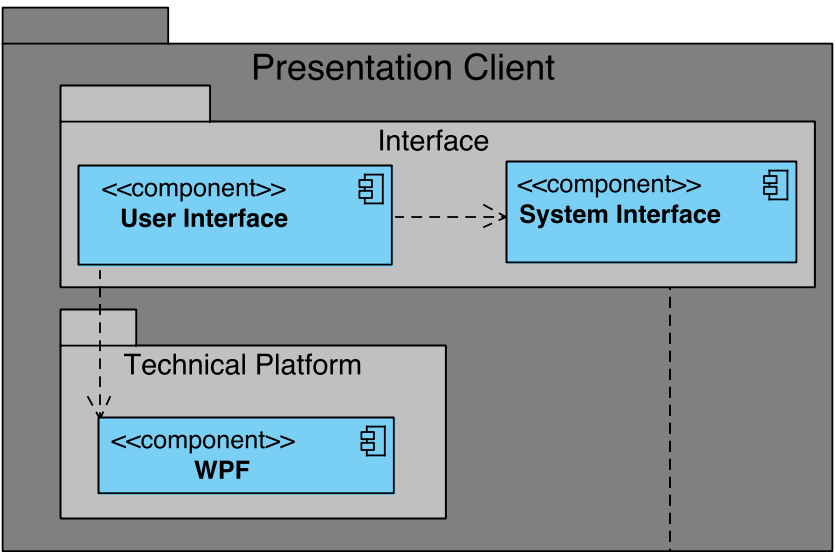 Presentation Client
Interface
<<component>>
User Interface
<<component>>
System Interface
Technical Platform
<<component>>
WPF